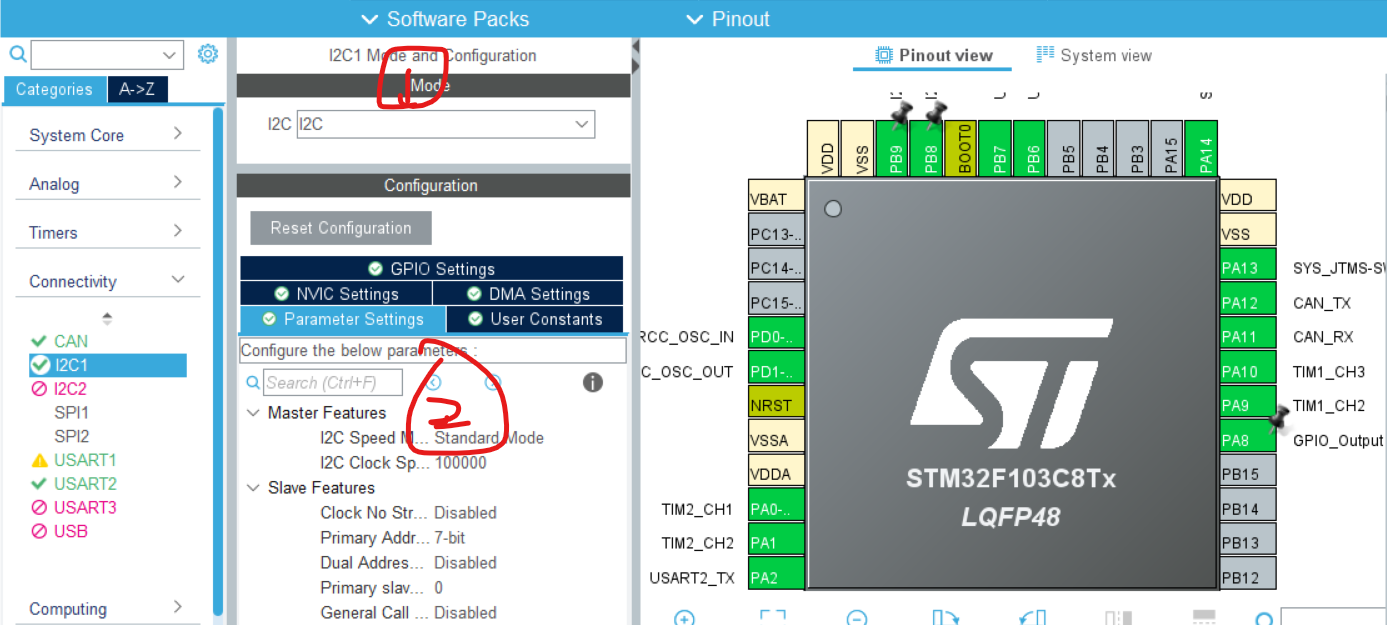 Software Packs
Pinout
Categories
A->Z
System Core
Analog
Timers
Connectivity
CAN
I2C1
I2C2
SPI1
SPI2
USART1
USART2
USART3
USB
Computing
I2C1 Mode and Configuration
Mode
1
I2C I2C
Configuration
Reset Configuration
GPIO Settings
NVIC Settings
DMA Settings
Parameter Settings
User Constants
Configure the below parameters :
Search (Ctrl+F)
2
Master Features
I2C Speed M... Standard Mode
I2C Clock Sp... 100000
Slave Features
Clock No Str... Disabled
Primary Addr... 7-bit
Dual Addres... Disabled
Primary slav... 0
General Call ... Disabled
Pinout view
System view
VDD
VSS
PB9
PB8
BOOT0
PB7
PB6
PB5
PB4
PB3
PA15
PA14
VBAT
PC13-..
PC14-..
PC15-..
RCC_OSC_IN PD0-..
C_OSC_OUT PD1-..
NRST
VSSA
VDDA
TIM2_CH1 PA0-..
TIM2_CH2 PA1
USART2_TX PA2
STM32F103C8Tx
LQFP48
VDD
VSS
PA13 SYS_JTMS-SW
PA12 CAN_TX
PA11 CAN_RX
PA10 TIM1_CH3
PA9 TIM1_CH2
PA8 GPIO_Output
PB15
PB14
PB13
PB12